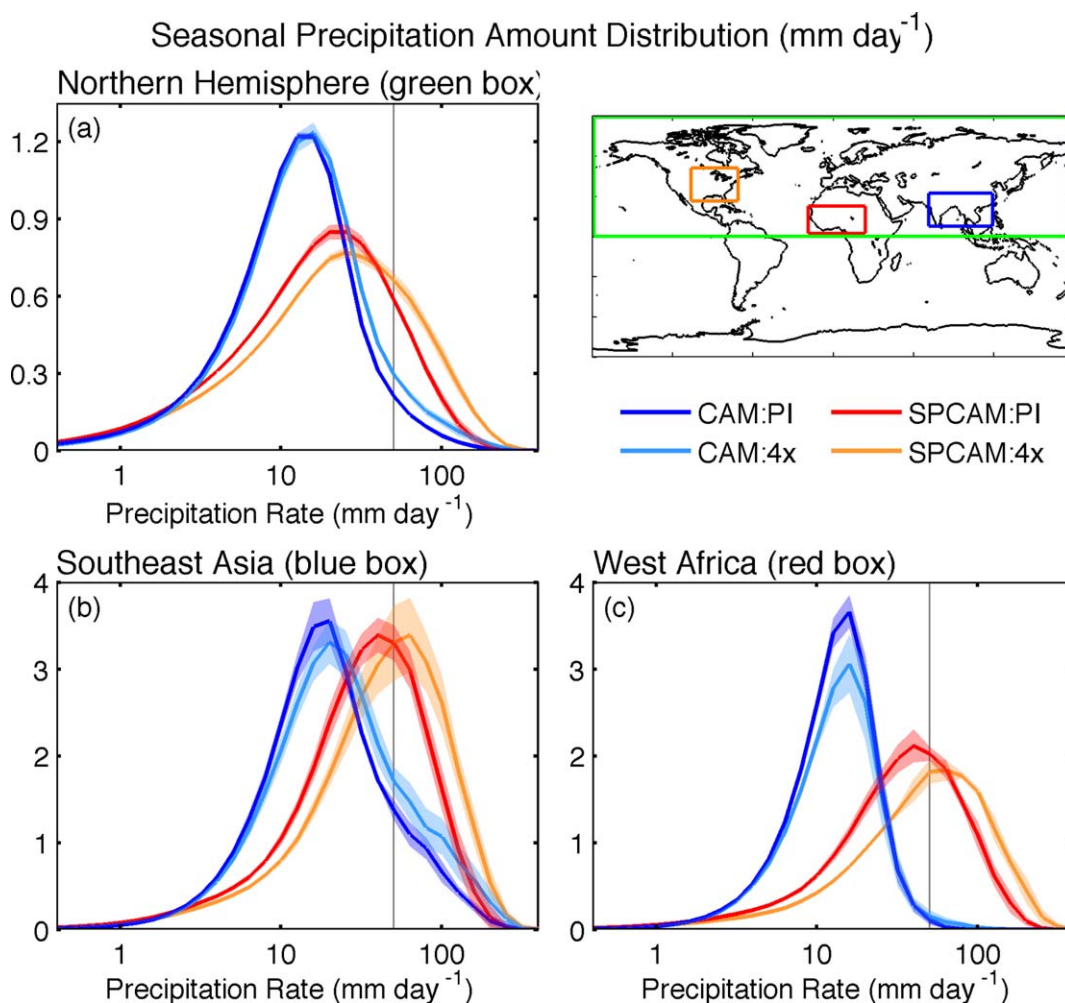 Seasonal Precipitation Amount Distribution (mm day⁻¹)
Northern Hemisphere (green box)
(a)
1.2
0.9
0.6
0.3
0
1 10 100
Precipitation Rate (mm day⁻¹)
CAM:PI SPCAM:PI
CAM:4x SPCAM:4x
Southeast Asia (blue box)
(b)
4
3
2
1
0
1 10 100
Precipitation Rate (mm day⁻¹)
West Africa (red box)
(c)
4
3
2
1
0
1 10 100
Precipitation Rate (mm day⁻¹)